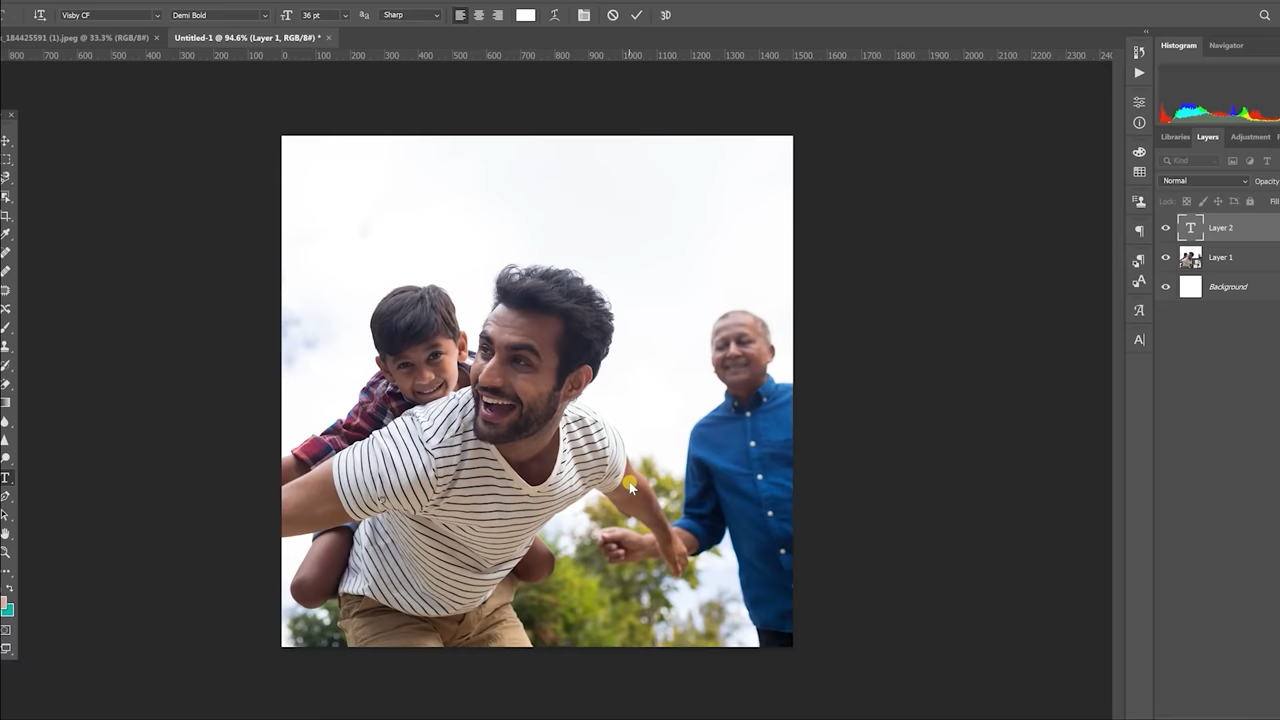 Visby CF Demi Bold 36 pt Sharp 3D
_184425591 (1).jpeg @ 33.3% (RGB/8#) × Untitled-1 @ 94.6% (Layer 1, RGB/8#) * ×
800 700 600 500 400 300 200 100 0 100 200 300 400 500 600 700 800 900 1000 1100 1200 1300 1400 1500 1600 1700 1800 1900 2000 2100 2200 2300
Histogram Navigator
Libraries Layers Adjustment
Kind T
Normal Opacity
Lock: Fill
T Layer 2
Layer 1
Background
T